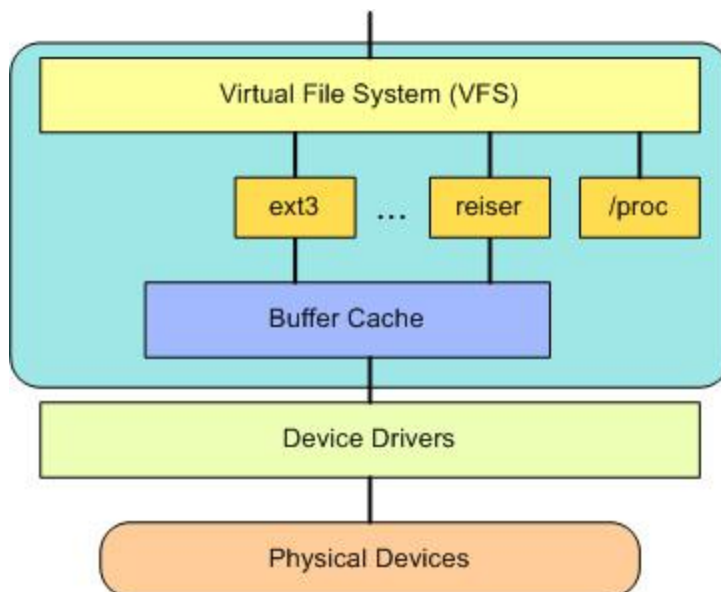 Virtual File System (VFS)
ext3
...
reiser
/proc
Buffer Cache
Device Drivers
Physical Devices